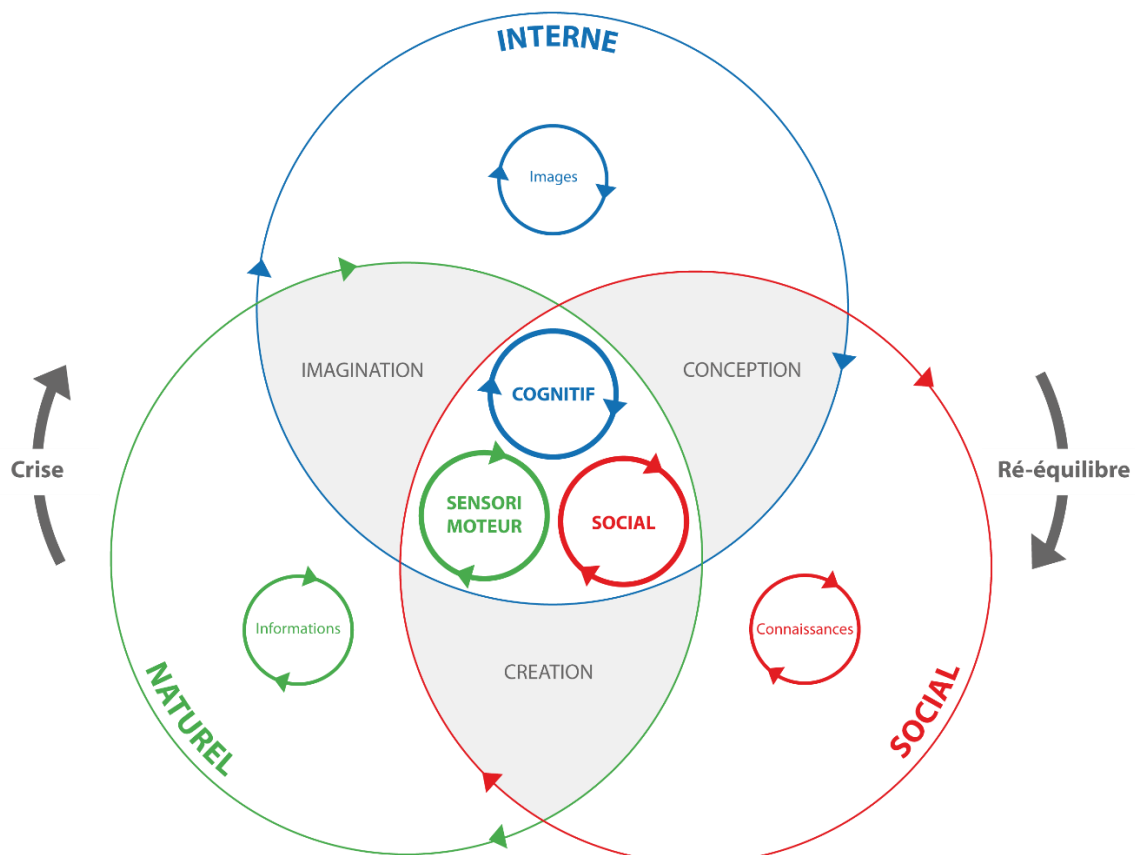 INTERNE
Images
IMAGINATION
CONCEPTION
COGNITIF
Crise
Ré-équilibre
SENSORI
MOTEUR
SOCIAL
Informations
Connaissances
CREATION
NATUREL
SOCIAL